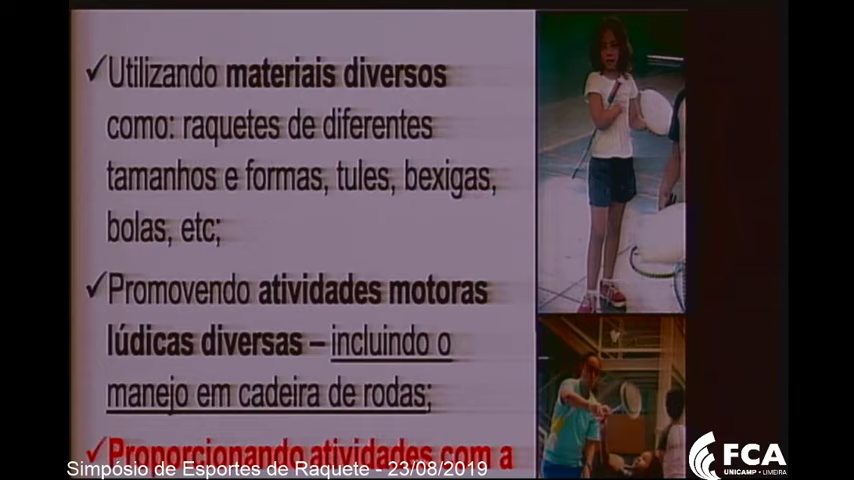 ✓Utilizando materiais diversos
como: raquetes de diferentes
tamanhos e formas, tules, bexigas,
bolas, etc;
✓Promovendo atividades motoras
lúdicas diversas – incluindo o
manejo em cadeira de rodas;
✓Proporcionando atividades com a
Simpósio de Esportes de Raquete - 23/08/2019
FCA
UNICAMP • LIMEIRA